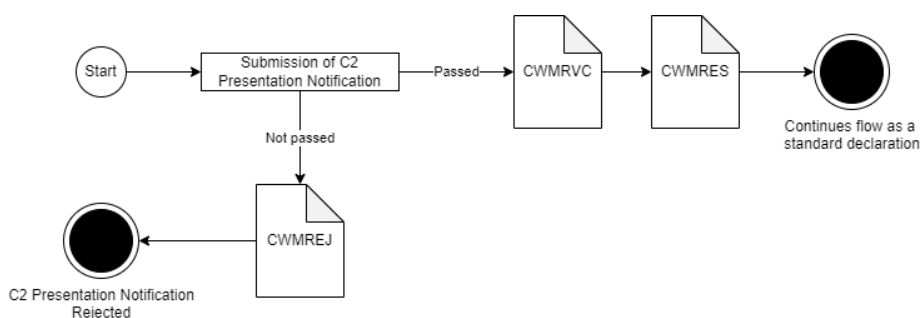 Start
Submission of C2
Presentation Notification
Passed
CWMRVC
CWMRES
Continues flow as a
standard declaration
Not passed
CWMREJ
C2 Presentation Notification
Rejected